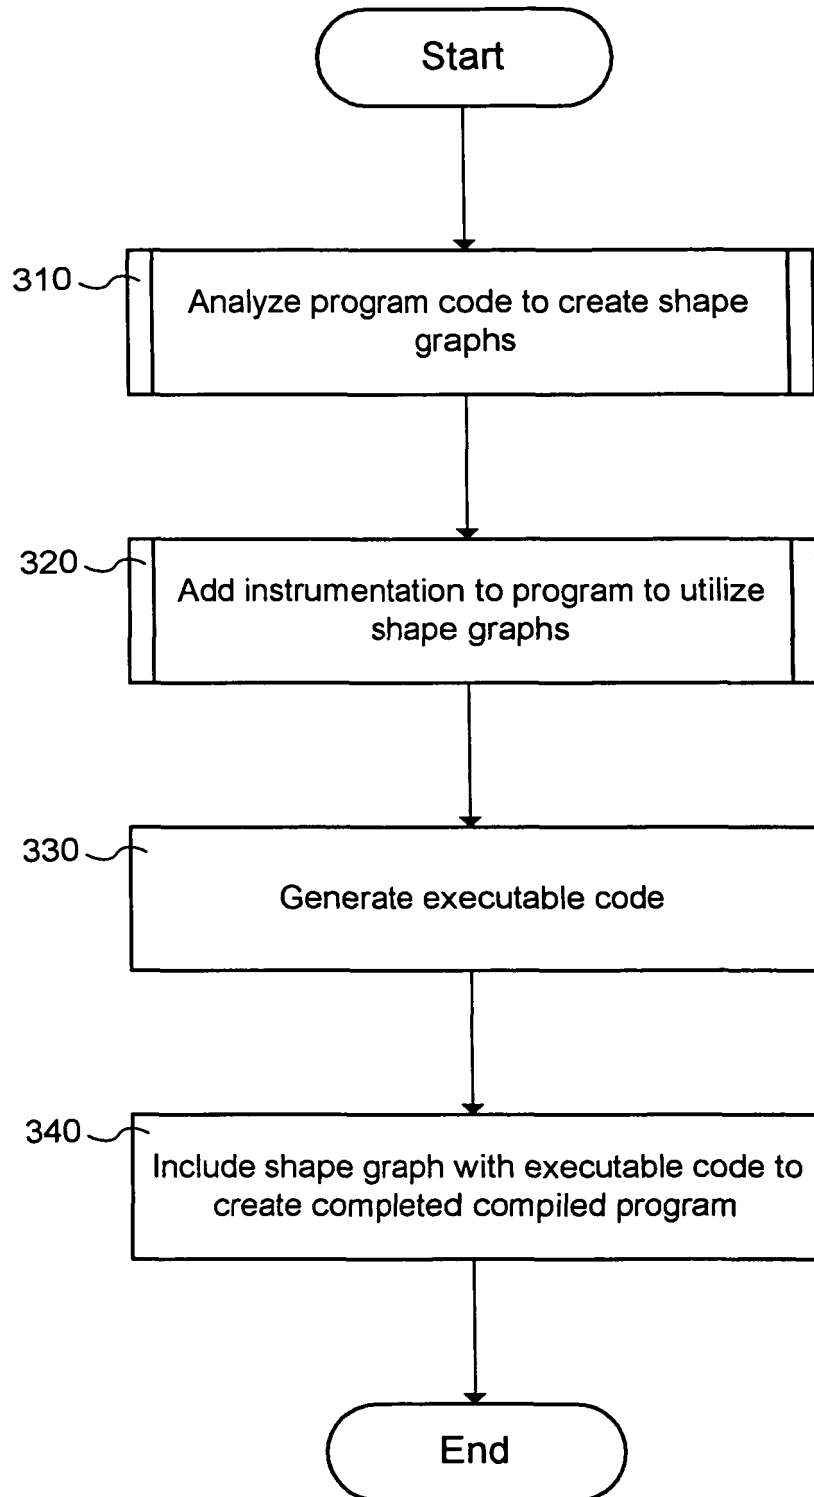 Start
310
Analyze program code to create shape
graphs
320
Add instrumentation to program to utilize
shape graphs
330
Generate executable code
340
Include shape graph with executable code to
create completed compiled program
End